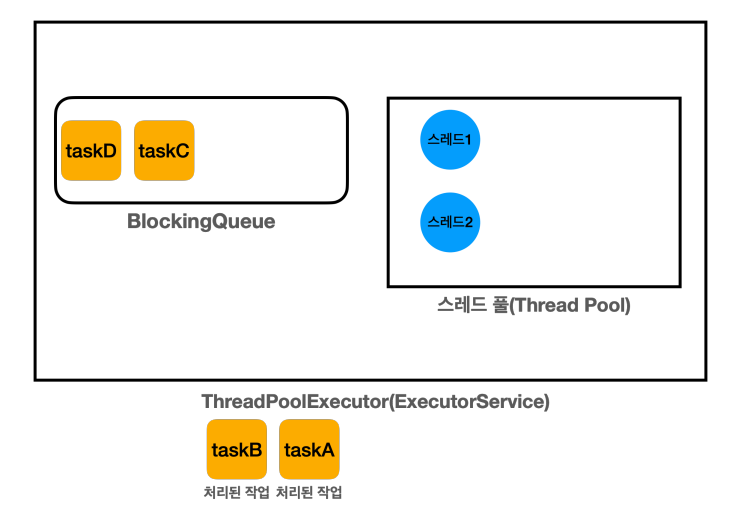 taskD taskC
BlockingQueue
스레드1
스레드2
스레드 풀(Thread Pool)
ThreadPoolExecutor(ExecutorService)
taskB taskA
처리된 작업 처리된 작업